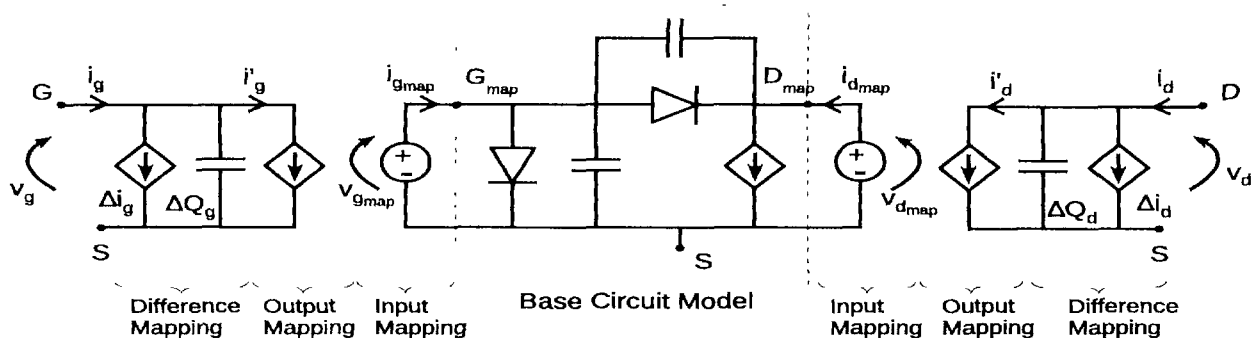 G
i_g
i'_g
i_gmap
G_map
D_map
i_dmap
i'_d
i_d
D
+
-
+
-
v_g
Δi_g
ΔQ_g
v_gmap
v_dmap
ΔQ_d
Δi_d
v_d
S
S
S
Difference Mapping
Output Mapping
Input Mapping
Base Circuit Model
Input Mapping
Output Mapping
Difference Mapping